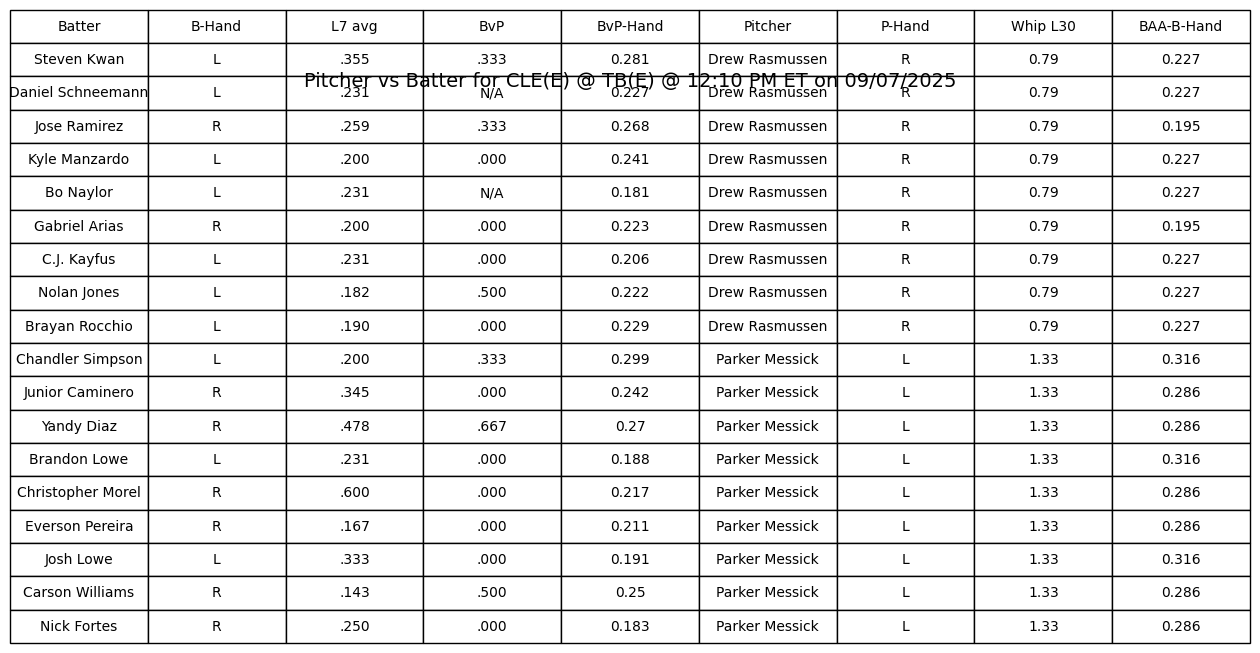 Batter B-Hand L7 avg BvP BvP-Hand Pitcher P-Hand Whip L30 BAA-B-Hand
Steven Kwan L .355 .333 0.281 Drew Rasmussen R 0.79 0.227
Pitcher vs Batter for CLE(E) @ TB(E) @ 12:10 PM ET on 09/07/2025
Daniel Schneemann L .231 N/A 0.227 Drew Rasmussen R 0.79 0.227
Jose Ramirez R .259 .333 0.268 Drew Rasmussen R 0.79 0.195
Kyle Manzardo L .200 .000 0.241 Drew Rasmussen R 0.79 0.227
Bo Naylor L .231 N/A 0.181 Drew Rasmussen R 0.79 0.227
Gabriel Arias R .200 .000 0.223 Drew Rasmussen R 0.79 0.195
C.J. Kayfus L .231 .000 0.206 Drew Rasmussen R 0.79 0.227
Nolan Jones L .182 .500 0.222 Drew Rasmussen R 0.79 0.227
Brayan Rocchio L .190 .000 0.229 Drew Rasmussen R 0.79 0.227
Chandler Simpson L .200 .333 0.299 Parker Messick L 1.33 0.316
Junior Caminero R .345 .000 0.242 Parker Messick L 1.33 0.286
Yandy Diaz R .478 .667 0.27 Parker Messick L 1.33 0.286
Brandon Lowe L .231 .000 0.188 Parker Messick L 1.33 0.316
Christopher Morel R .600 .000 0.217 Parker Messick L 1.33 0.286
Everson Pereira R .167 .000 0.211 Parker Messick L 1.33 0.286
Josh Lowe L .333 .000 0.191 Parker Messick L 1.33 0.316
Carson Williams R .143 .500 0.25 Parker Messick L 1.33 0.286
Nick Fortes R .250 .000 0.183 Parker Messick L 1.33 0.286